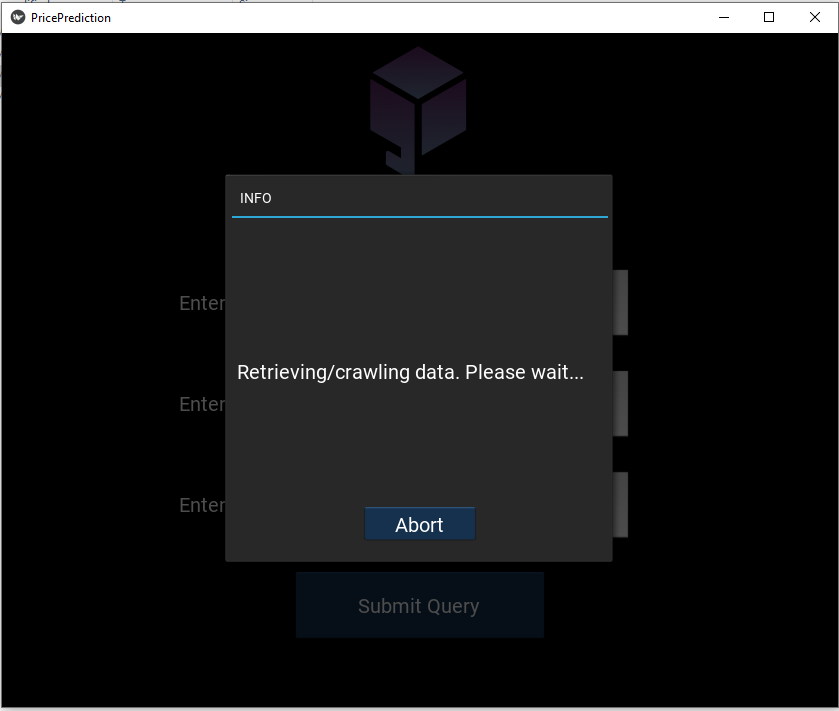 PricePrediction
INFO
Enter
Retrieving/crawling data. Please wait...
Enter
Enter
Abort
Submit Query